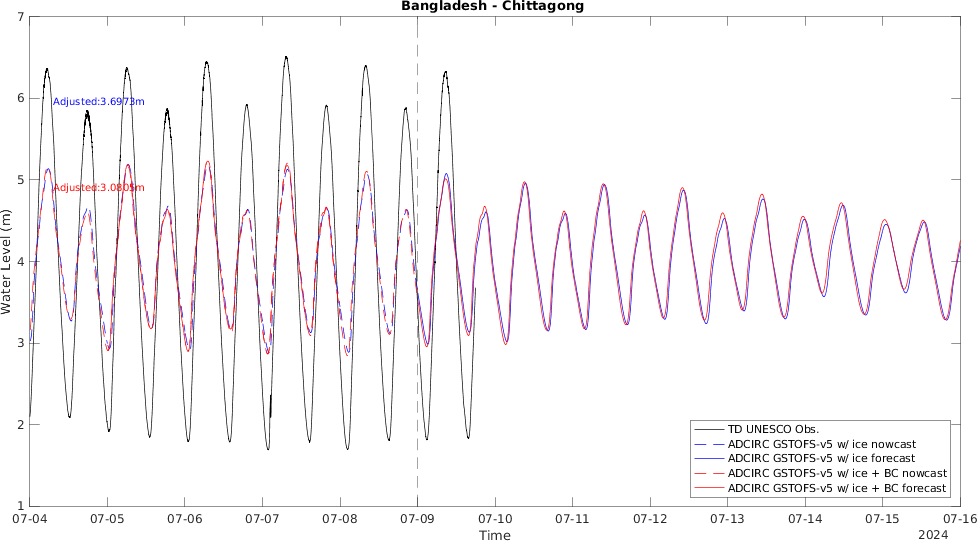 Bangladesh - Chittagong
7
6
5
4
3
2
1
Water Level (m)
Adjusted:3.6973m
Adjusted:3.0805m
TD UNESCO Obs.
ADCIRC GSTOFS-v5 w/ ice nowcast
ADCIRC GSTOFS-v5 w/ ice forecast
ADCIRC GSTOFS-v5 w/ ice + BC nowcast
ADCIRC GSTOFS-v5 w/ ice + BC forecast
07-04 07-05 07-06 07-07 07-08 07-09 07-10 07-11 07-12 07-13 07-14 07-15 07-16
Time
2024